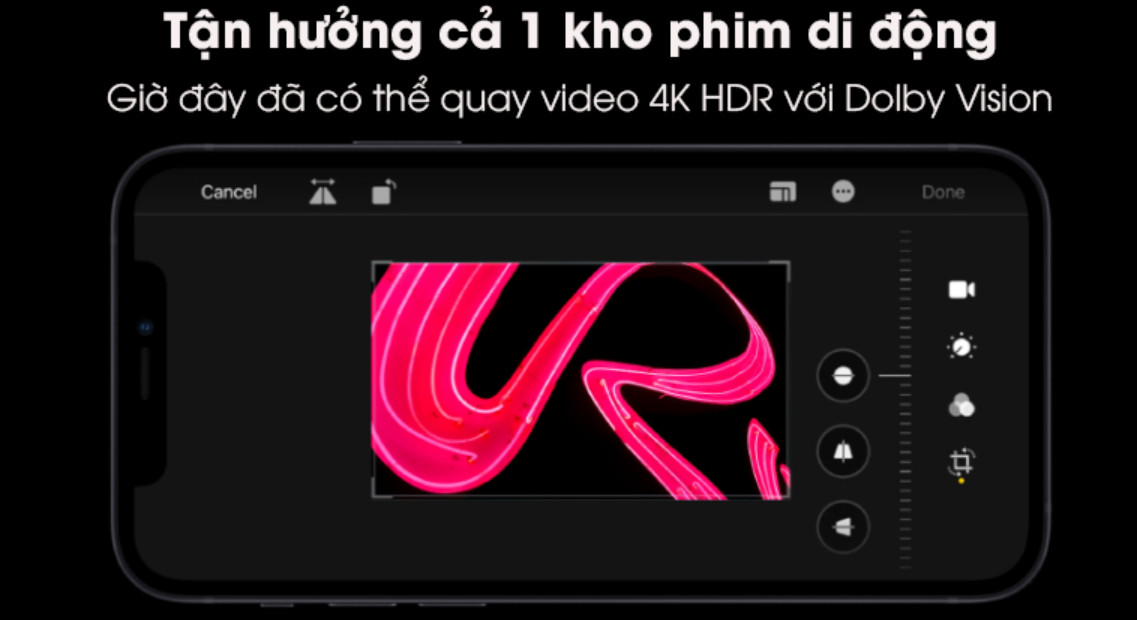 Tận hưởng cả 1 kho phim di động
Giờ đây đã có thể quay video 4K HDR với Dolby Vision
Cancel
Done